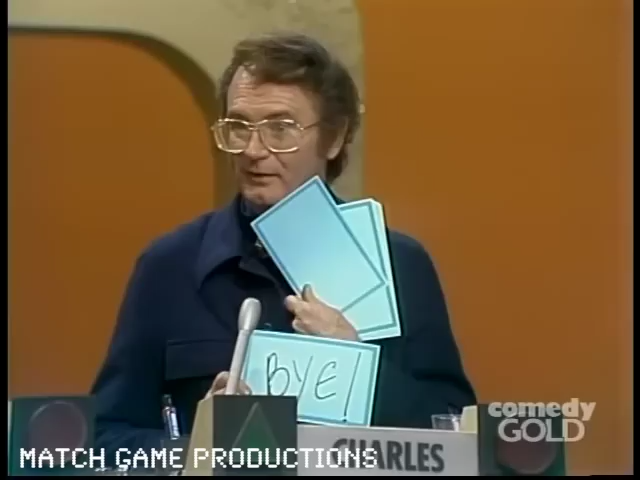 BYE!
CHARLES
comedy
GOLD
MATCH GAME PRODUCTIONS